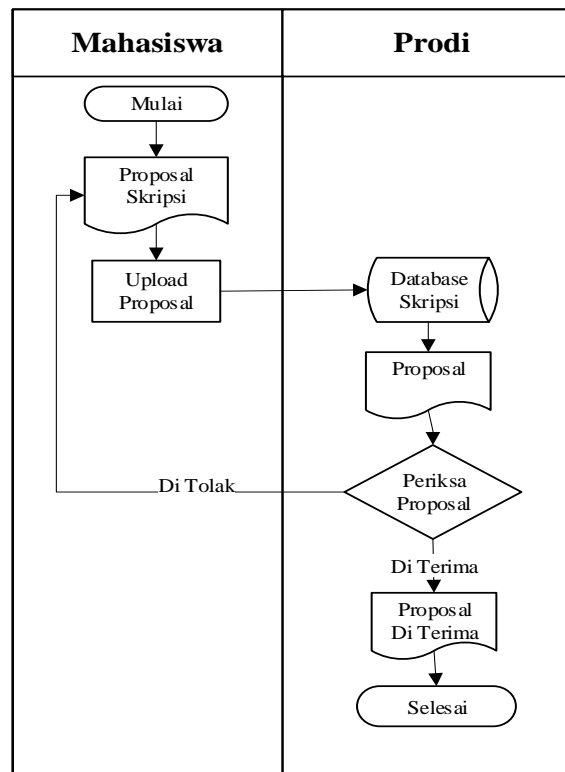 Mahasiswa
Prodi
Mulai
Proposal
Skripsi
Upload
Proposal
Database
Skripsi
Proposal
Periksa
Proposal
Di Tolak
Di Terima
Proposal
Di Terima
Selesai